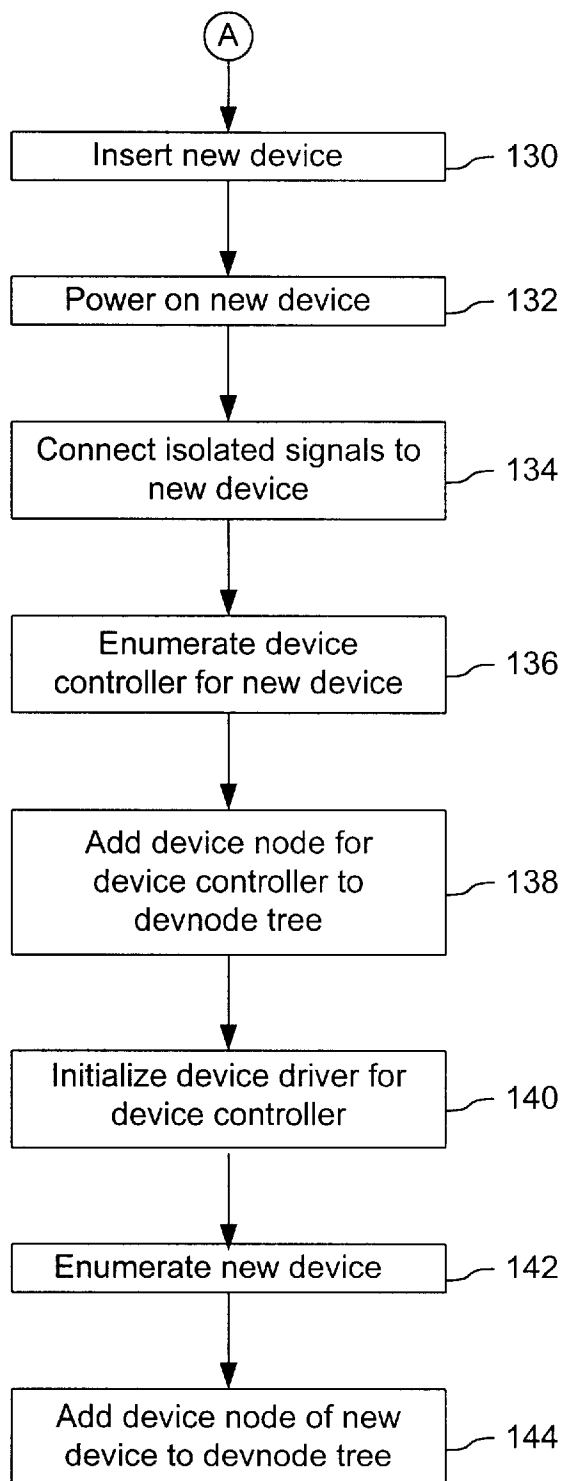 A
Insert new device
130
Power on new device
132
Connect isolated signals to
new device
134
Enumerate device
controller for new device
136
Add device node for
device controller to
devnode tree
138
Initialize device driver for
device controller
140
Enumerate new device
142
Add device node of new
device to devnode tree
144